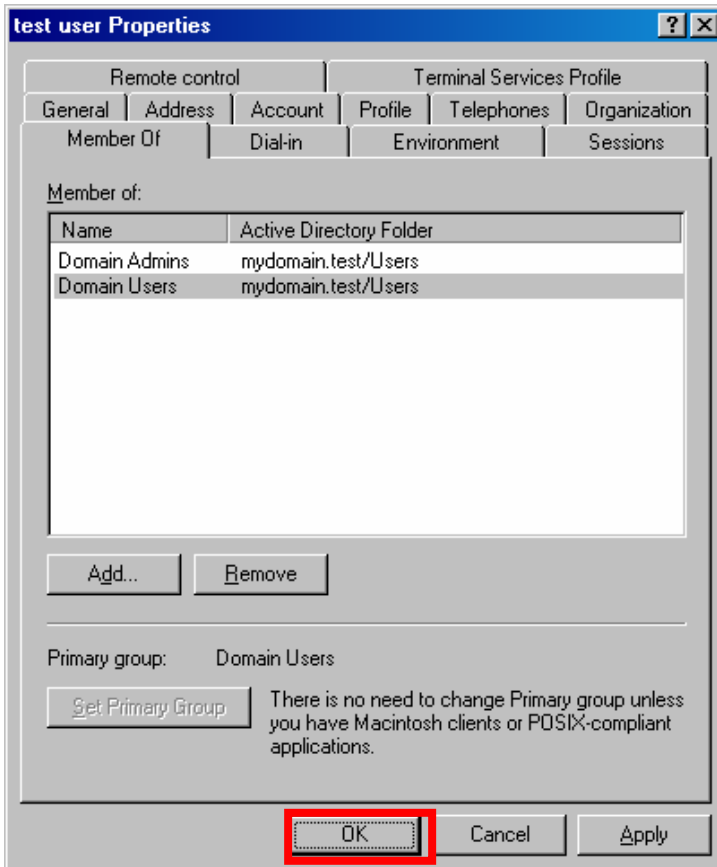 test user Properties
Remote control Terminal Services Profile
General Address Account Profile Telephones Organization
Member Of Dial-in Environment Sessions
Member of:
Name Active Directory Folder
Domain Admins mydomain.test/Users
Domain Users mydomain.test/Users
Add... Remove
Primary group: Domain Users
Set Primary Group There is no need to change Primary group unless
you have Macintosh clients or POSIX-compliant
applications.
OK Cancel Apply